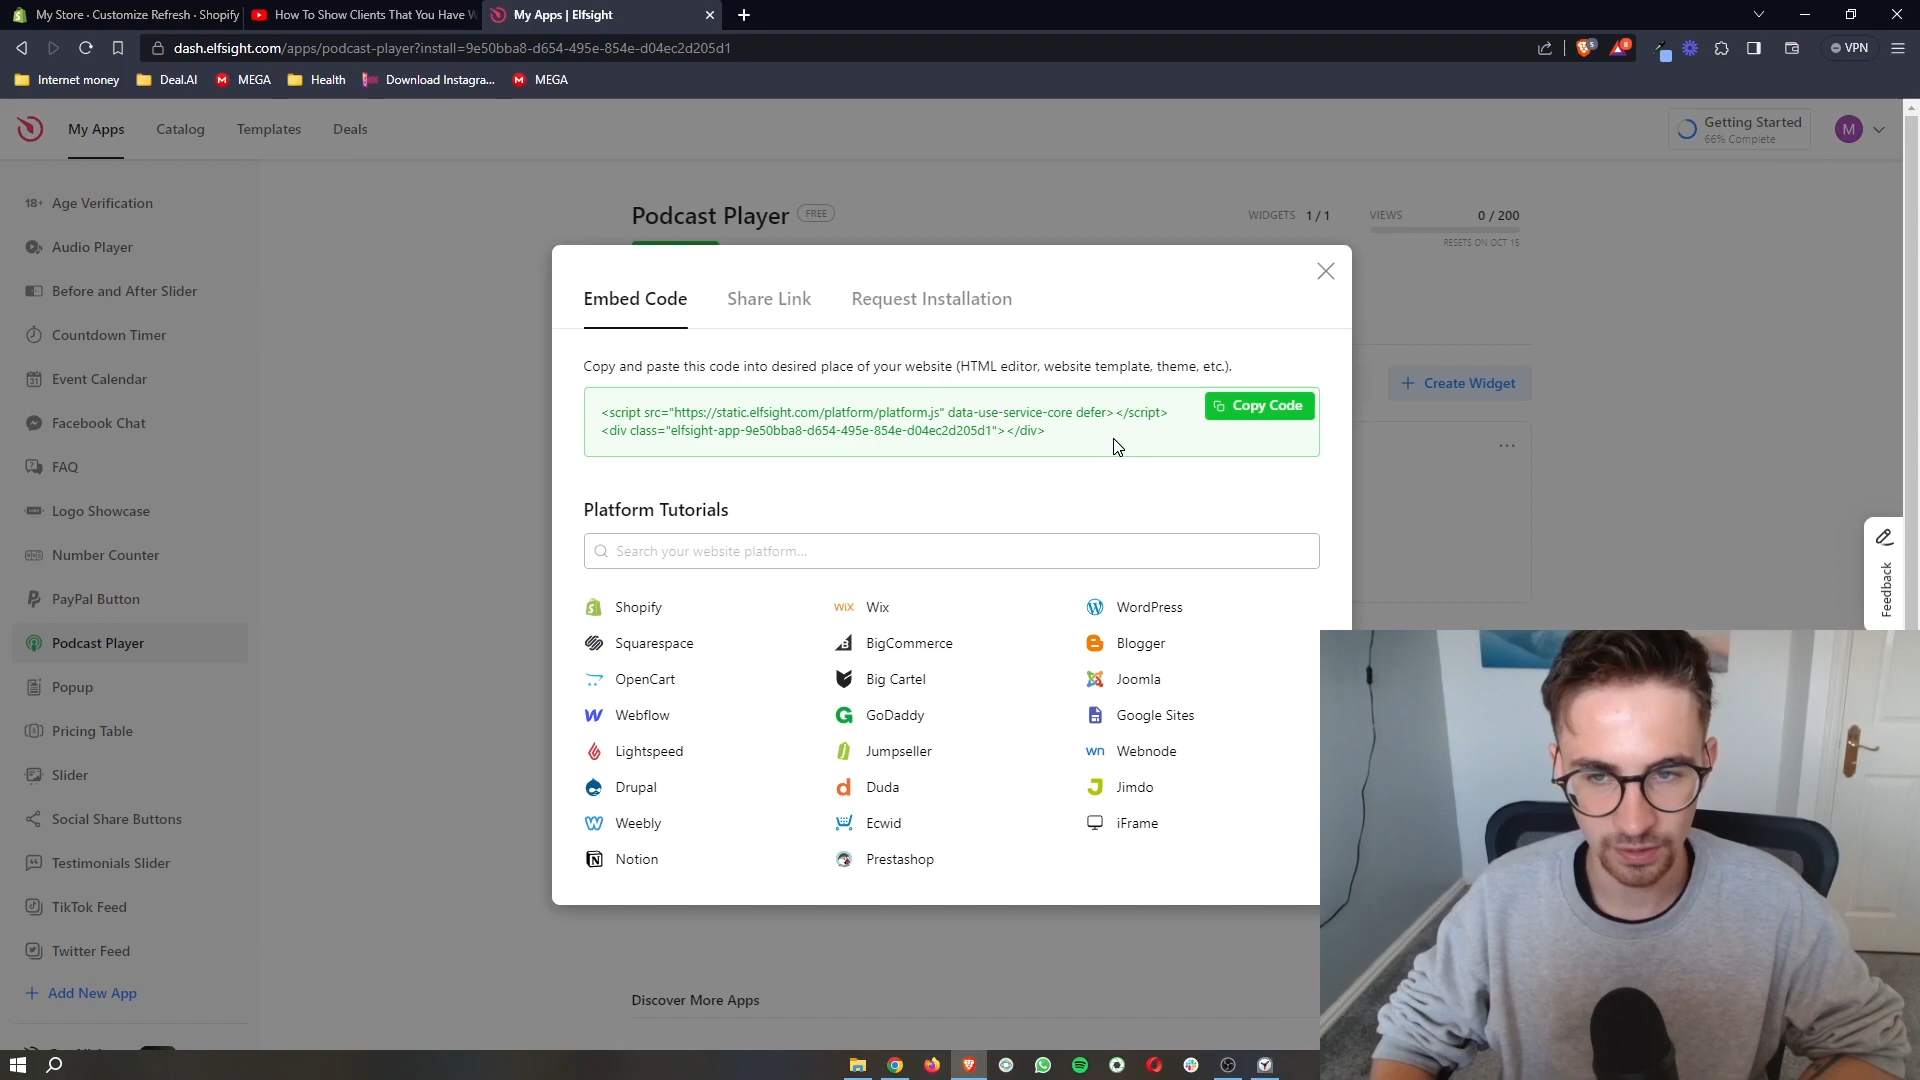 My Store · Customize Refresh · Shopify
How To Show Clients That You Have W
My Apps | Elfsight
dash.elfsight.com/apps/podcast-player?install=9e50bba8-d654-495e-854e-d04ec2d205d1
VPN
Internet money
Deal.AI
MEGA
Health
Download Instagra...
MEGA
My Apps
Catalog
Templates
Deals
Getting Started
66% Complete
M
18+ Age Verification
Audio Player
Before and After Slider
Countdown Timer
Event Calendar
Facebook Chat
FAQ
Logo Showcase
Number Counter
PayPal Button
Podcast Player
Popup
Pricing Table
Slider
Social Share Buttons
Testimonials Slider
TikTok Feed
Twitter Feed
Add New App
Podcast Player FREE
WIDGETS 1 / 1
VIEWS 0 / 200
RESETS ON OCT 15
Create Widget
Embed Code
Share Link
Request Installation
Copy and paste this code into desired place of your website (HTML editor, website template, theme, etc.).
<script src="https://static.elfsight.com/platform/platform.js" data-use-service-core defer></script>
<div class="elfsight-app-9e50bba8-d654-495e-854e-d04ec2d205d1"></div>
Copy Code
Platform Tutorials
Search your website platform...
Shopify
WiX Wix
WordPress
Squarespace
BigCommerce
Blogger
OpenCart
Big Cartel
Joomla
Webflow
GoDaddy
Google Sites
Lightspeed
Jumpseller
wn Webnode
Drupal
Duda
Jimdo
Weebly
Ecwid
iFrame
Notion
Prestashop
Discover More Apps
Feedback